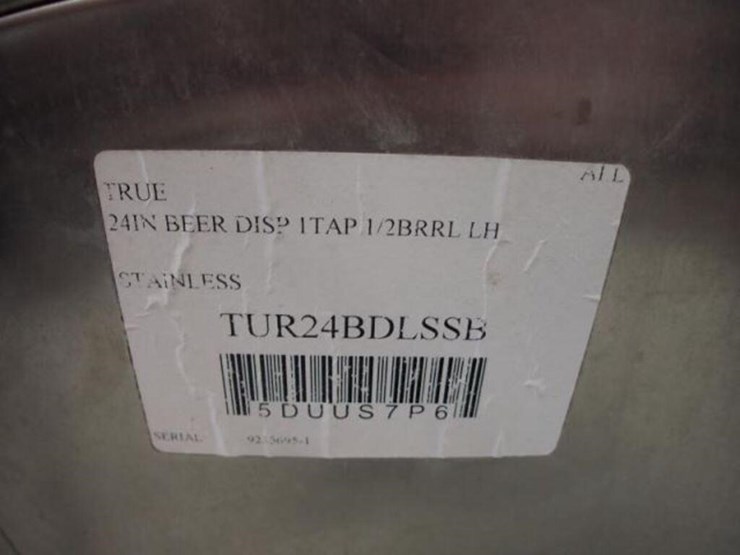 ALL
TRUE
24IN BEER DISP 1TAP 1/2BRRL LH
STAINLESS
TUR24BDLSSB
5DUUS7P6
SERIAL